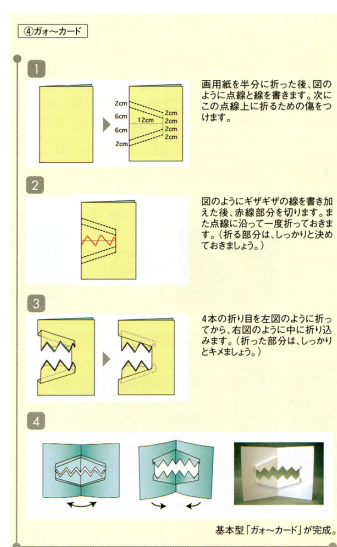 ④ガォ〜カード
1
画用紙を半分に折った後、図の
ように点線と線を書きます。次に
この点線上に折るための傷をつ
けます。
2cm
6cm
6cm
2cm
12cm
2cm
2cm
2cm
2cm
2
図のようにギザギザの線を書き加
えた後、赤線部分を切ります。ま
た点線に沿って一度折っておきま
す。(折る部分は、しっかりと決め
ておきましょう。)
3
4本の折り目を左図のように折っ
てから、右図のように中に折り込
みます。(折った部分は、しっかり
とキメましょう。)
4
基本型「ガォ〜カード」が完成。